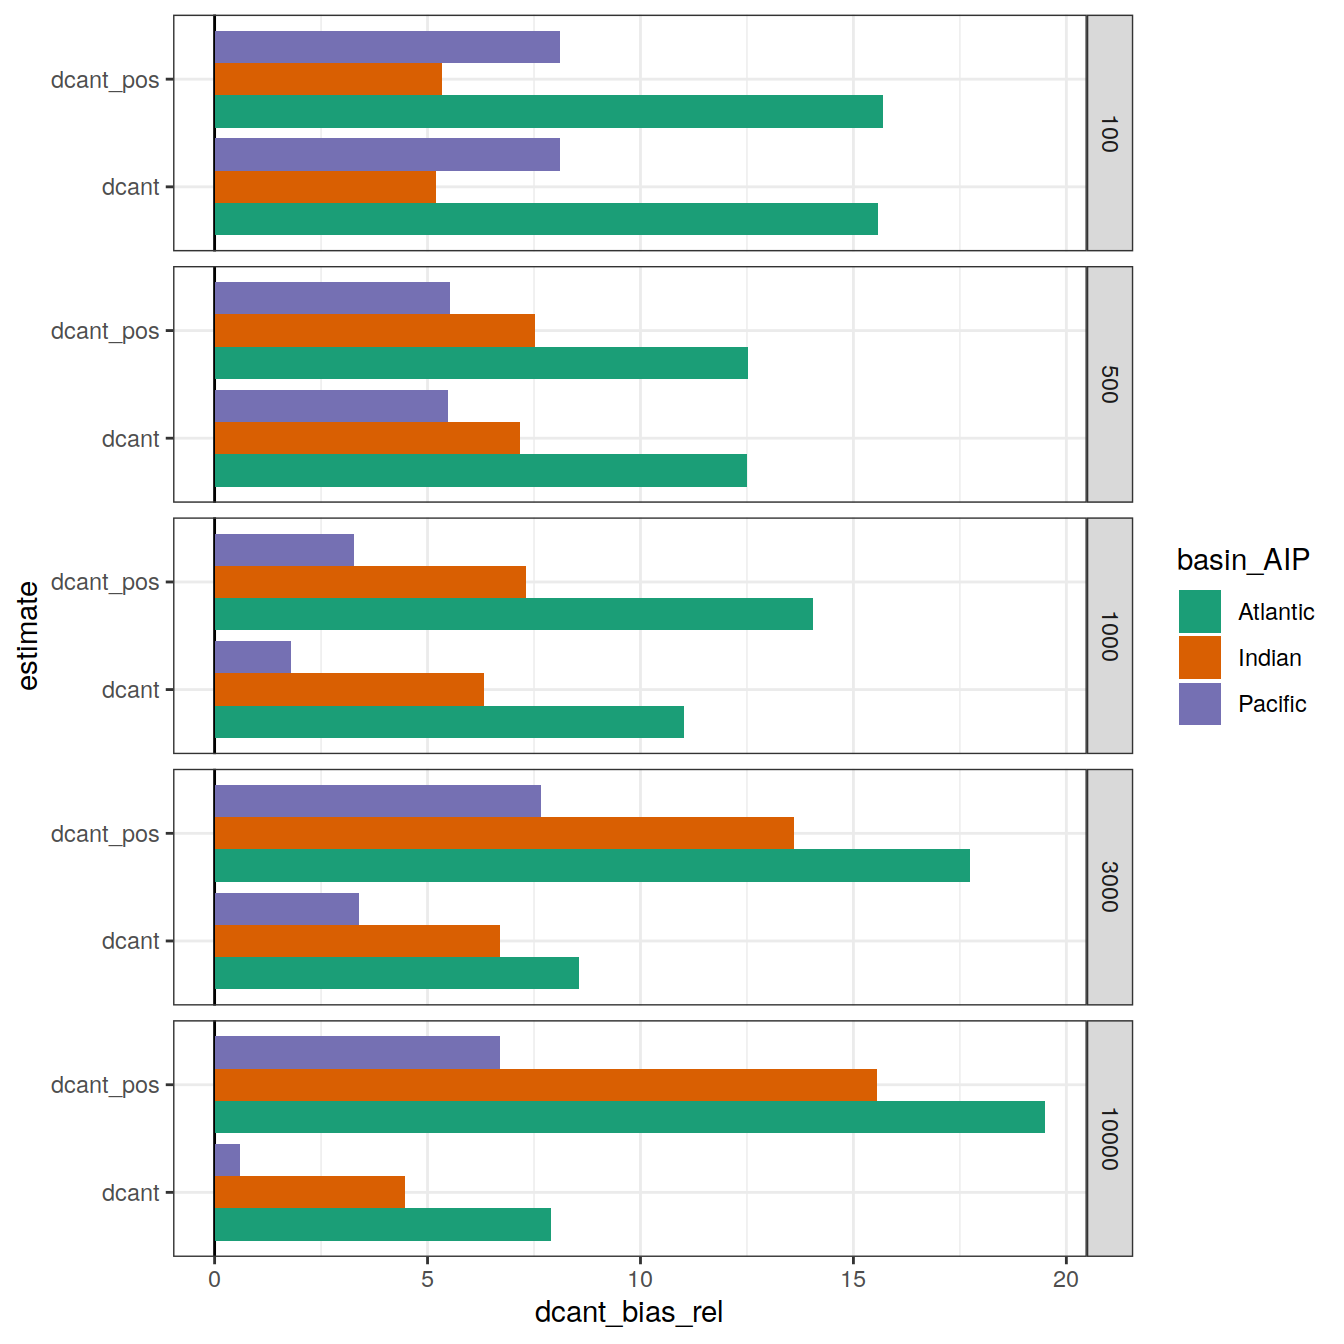 dcant_pos
dcant
100
dcant_pos
dcant
500
estimate
dcant_pos
dcant
1000
dcant_pos
dcant
3000
dcant_pos
dcant
10000
0 5 10 15 20
dcant_bias_rel
basin_AIP
Atlantic
Indian
Pacific